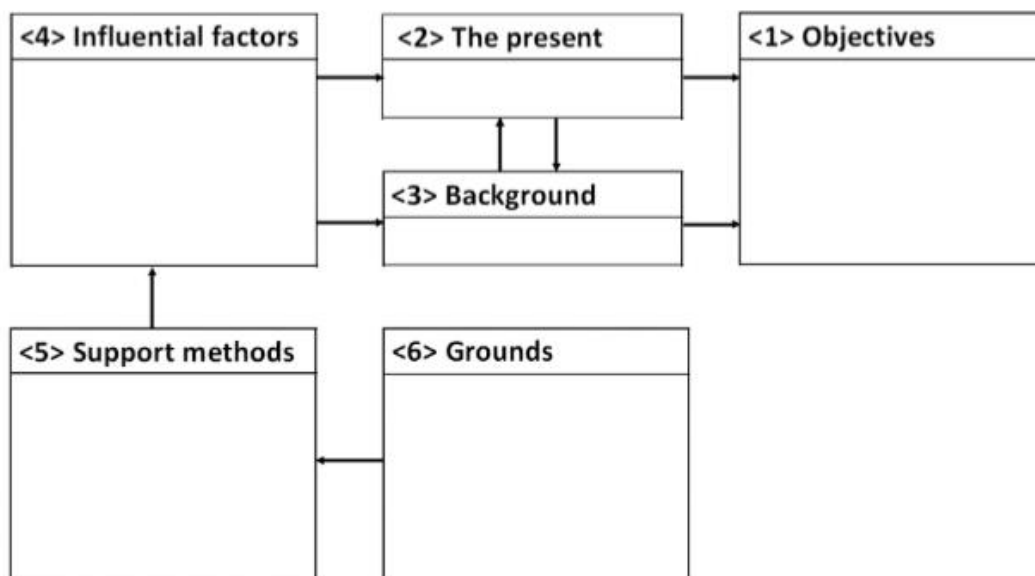 <4> Influential factors
<2> The present
<1> Objectives
<3> Background
<5> Support methods
<6> Grounds